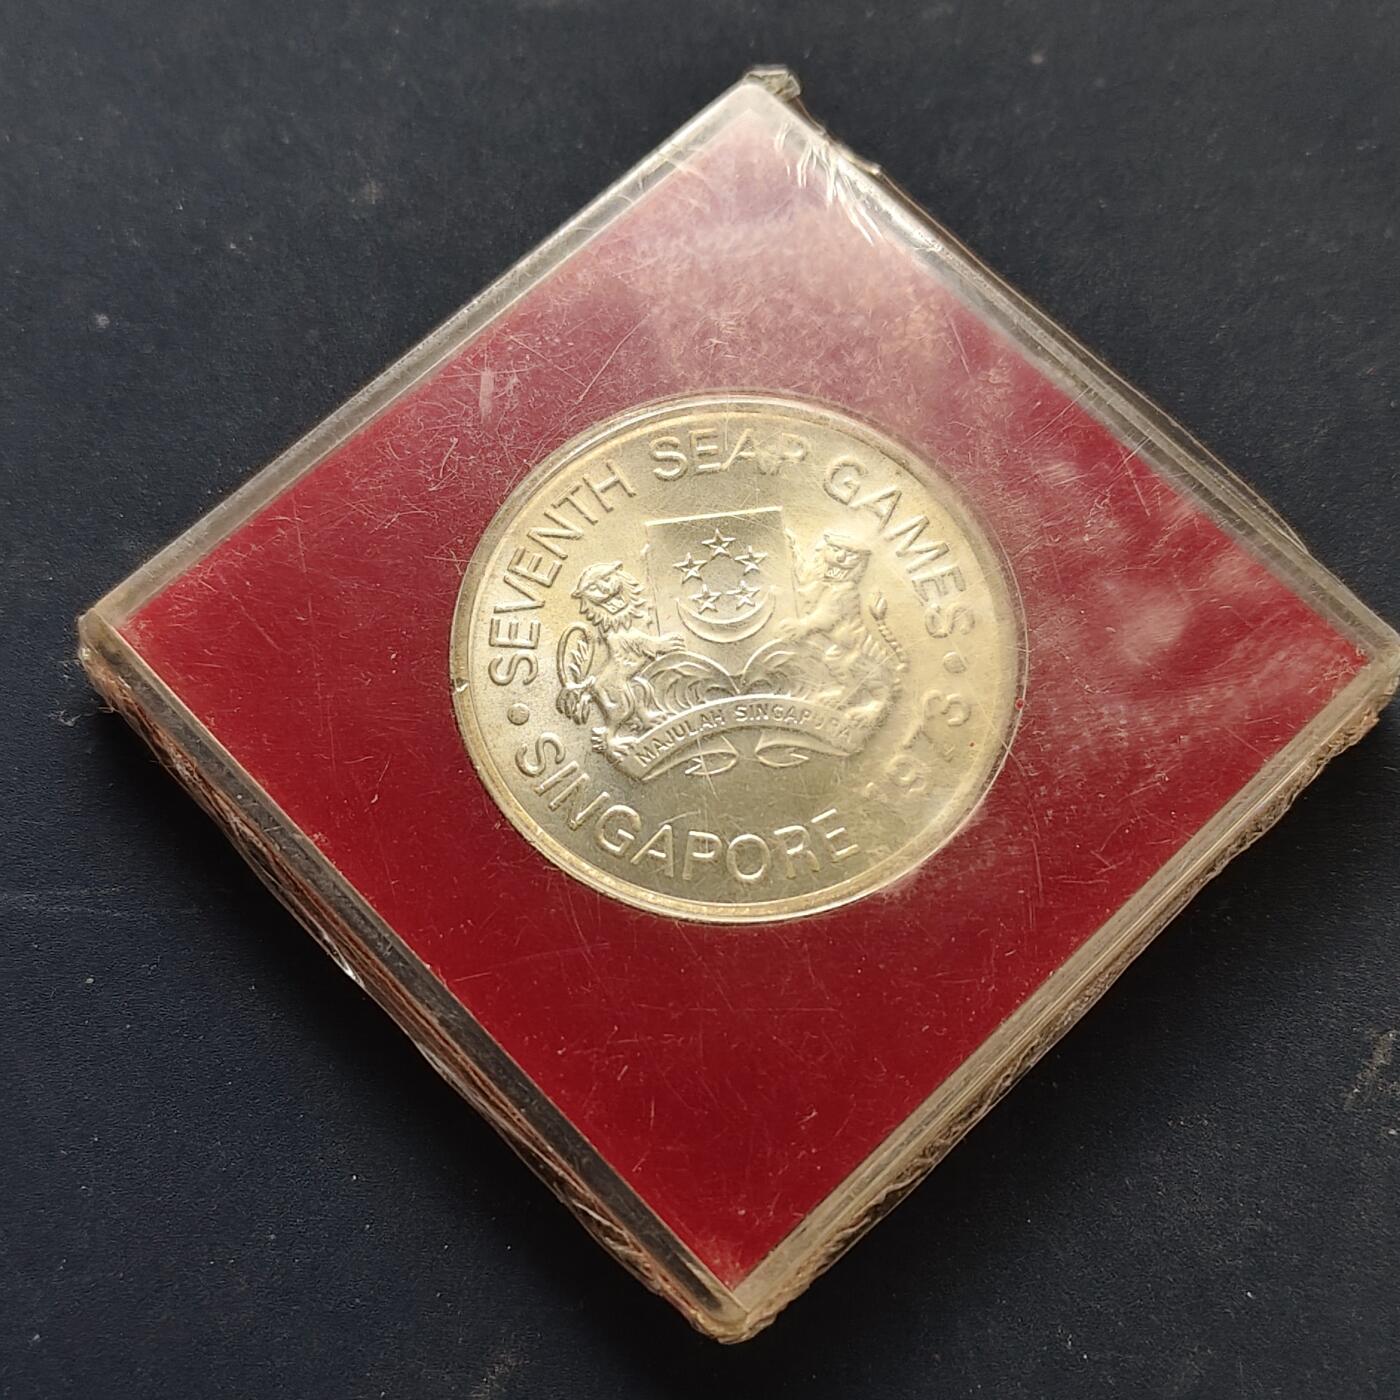 • SEVENTH SEAP GAMES •
MAJULAH SINGAPURA
SINGAPORE 1973